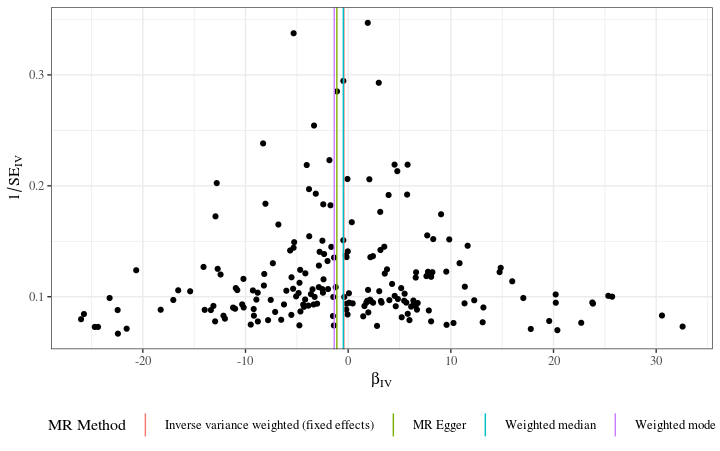 0.3
0.2
0.1
1/SE_IV
-20
-10
0
10
20
30
β_IV
MR Method
Inverse variance weighted (fixed effects)
MR Egger
Weighted median
Weighted mode